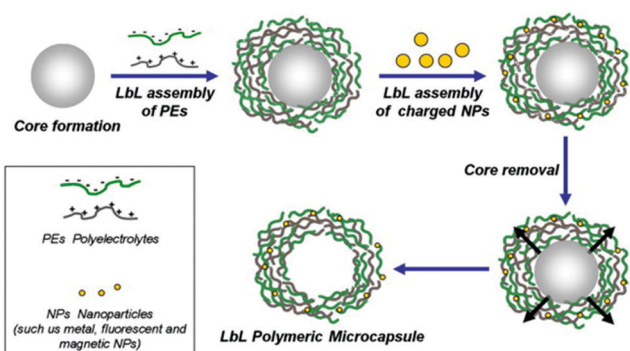 LbL assembly
of PEs
LbL assembly
of charged NPs
Core formation
Core removal
PEs Polyelectrolytes
NPs Nanoparticles
(such us metal, fluorescent and
magnetic NPs)
LbL Polymeric Microcapsule